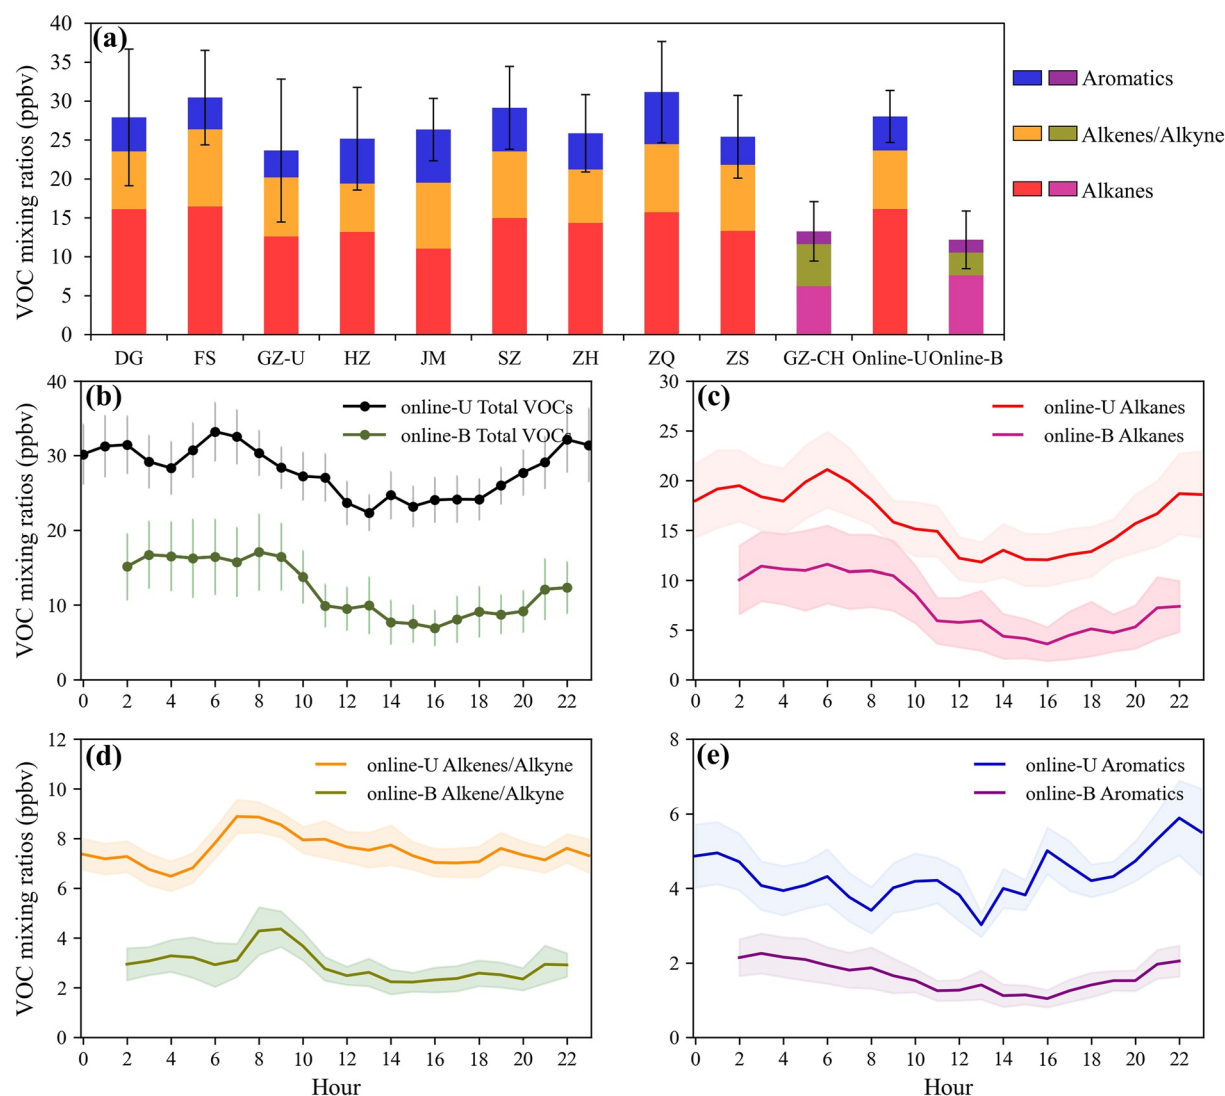 (a)
VOC mixing ratios (ppbv)
40
35
30
25
20
15
10
5
0
DG FS GZ-U HZ JM SZ ZH ZQ ZS GZ-CH Online-U Online-B
Aromatics
Alkenes/Alkyne
Alkanes
(b)
VOC mixing ratios (ppbv)
40
30
20
10
0
online-U Total VOCs
online-B Total VOCs
0 2 4 6 8 10 12 14 16 18 20 22
(c)
30
25
20
15
10
5
0
online-U Alkanes
online-B Alkanes
0 2 4 6 8 10 12 14 16 18 20 22
(d)
VOC mixing ratios (ppbv)
12
10
8
6
4
2
0
online-U Alkenes/Alkyne
online-B Alkene/Alkyne
0 2 4 6 8 10 12 14 16 18 20 22
Hour
(e)
8
6
4
2
0
online-U Aromatics
online-B Aromatics
0 2 4 6 8 10 12 14 16 18 20 22
Hour